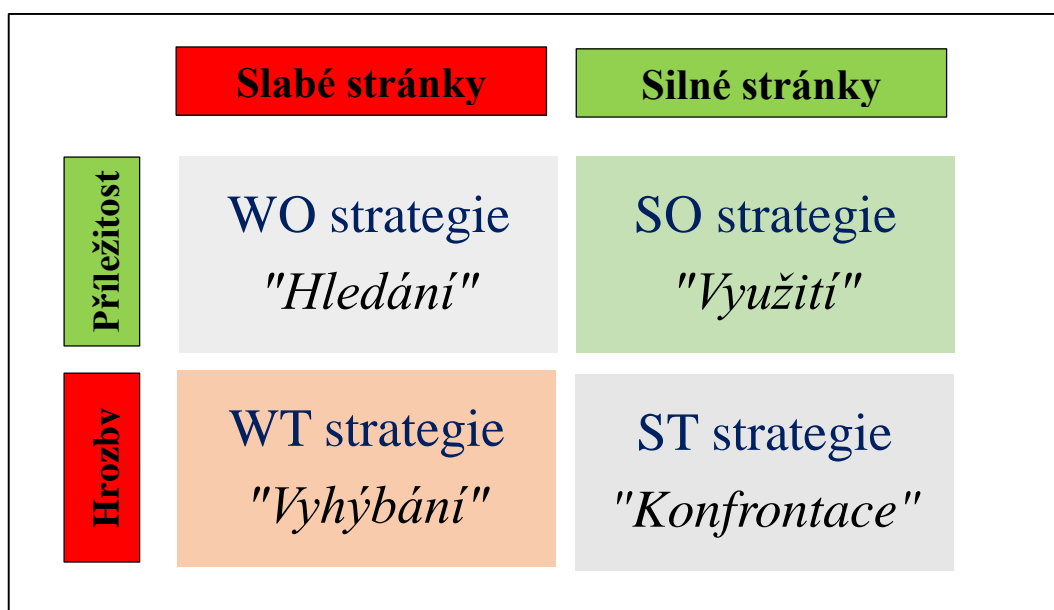 Slabé stránky
Silné stránky
Příležitost
WO strategie
"Hledání"
SO strategie
"Využití"
Hrozby
WT strategie
"Vyhýbání"
ST strategie
"Konfrontace"